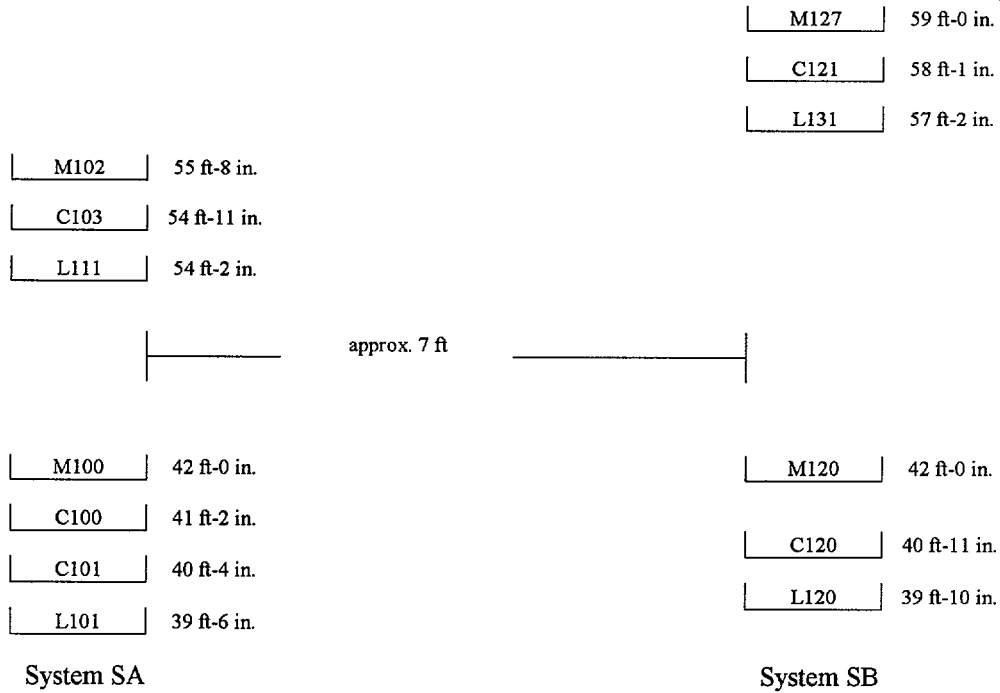 M127 59 ft-0 in.
C121 58 ft-1 in.
L131 57 ft-2 in.
M102 55 ft-8 in.
C103 54 ft-11 in.
L111 54 ft-2 in.
approx. 7 ft
M100 42 ft-0 in.
C100 41 ft-2 in.
C101 40 ft-4 in.
L101 39 ft-6 in.
System SA
M120 42 ft-0 in.
C120 40 ft-11 in.
L120 39 ft-10 in.
System SB